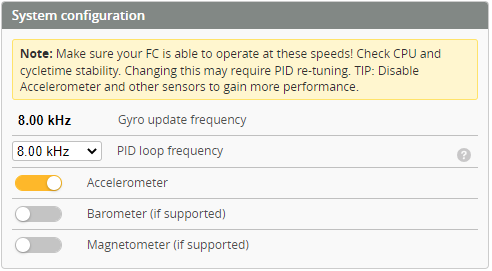 System configuration
Note: Make sure your FC is able to operate at these speeds! Check CPU and
cycletime stability. Changing this may require PID re-tuning. TIP: Disable
Accelerometer and other sensors to gain more performance.
8.00 kHz Gyro update frequency
8.00 kHz PID loop frequency ?
Accelerometer
Barometer (if supported)
Magnetometer (if supported)